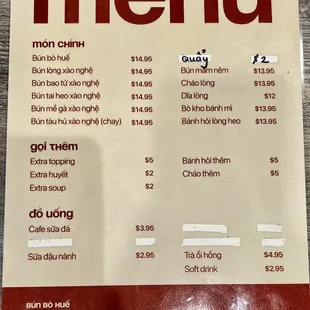 menu
món chính
Bún bò huế $14.95
Bún lòng xào nghệ $14.95
Bún bao tử xào nghệ $14.95
Bún tai heo xào nghệ $14.95
Bún mề gà xào nghệ $14.95
Bún tàu hủ xào nghệ (chay) $14.95
Quẩy $2
Bún mắm nêm $13.95
Cháo lòng $13.95
Dĩa lòng $12
Bò kho bánh mì $13.95
Bánh hỏi lòng heo $13.95
gọi thêm
Extra topping $5
Extra huyết $2
Extra soup $2
Bánh hỏi thêm $5
Cháo thêm $5
đồ uống
Cafe sữa đá $3.95
Sữa đậu nành $2.95
Trà ổi hồng $4.95
Soft drink $2.95
BÚN BÒ HUẾ